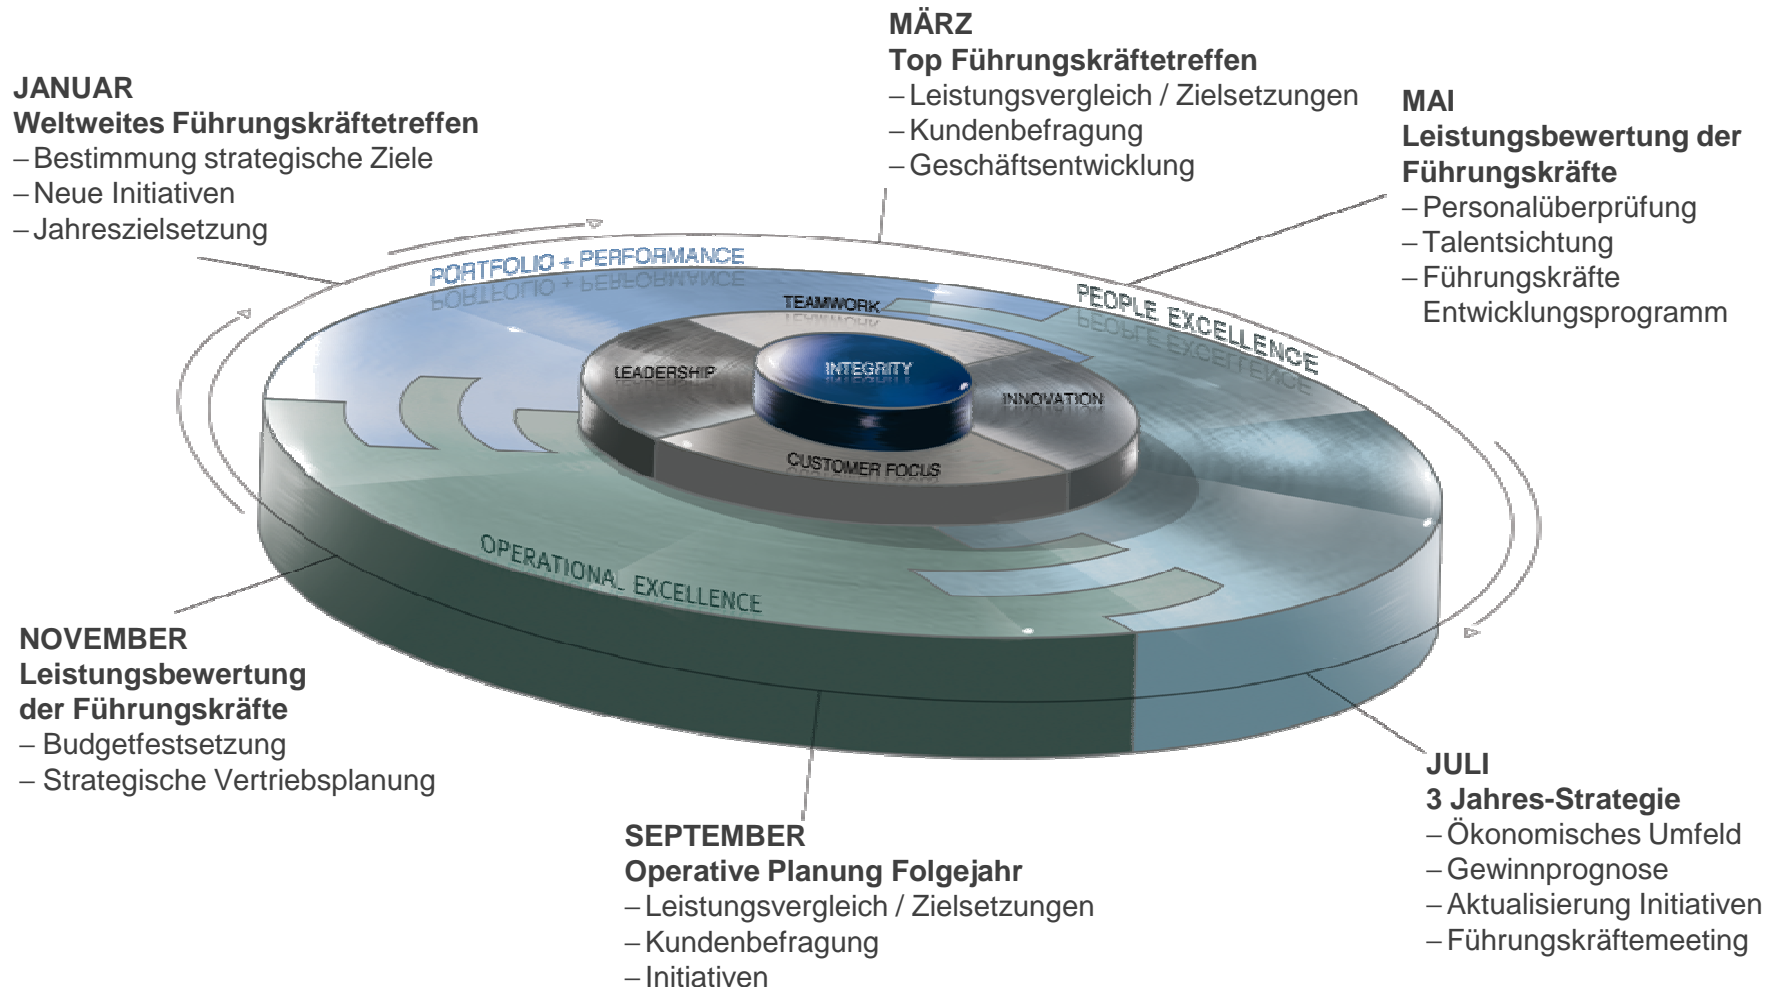 MÄRZ
Top Führungskräftetreffen
– Leistungsvergleich / Zielsetzungen
– Kundenbefragung
– Geschäftsentwicklung
JANUAR
Weltweites Führungskräftetreffen
– Bestimmung strategische Ziele
– Neue Initiativen
– Jahreszielsetzung
MAI
Leistungsbewertung der
Führungskräfte
– Personalüberprüfung
– Talentsichtung
– Führungskräfte
Entwicklungsprogramm
PORTFOLIO + PERFORMANCE
PEOPLE EXCELLENCE
TEAMWORK
LEADERSHIP
INTEGRITY
INNOVATION
CUSTOMER FOCUS
OPERATIONAL EXCELLENCE
NOVEMBER
Leistungsbewertung
der Führungskräfte
– Budgetfestsetzung
– Strategische Vertriebsplanung
SEPTEMBER
Operative Planung Folgejahr
– Leistungsvergleich / Zielsetzungen
– Kundenbefragung
– Initiativen
JULI
3 Jahres-Strategie
– Ökonomisches Umfeld
– Gewinnprognose
– Aktualisierung Initiativen
– Führungskräftemeeting